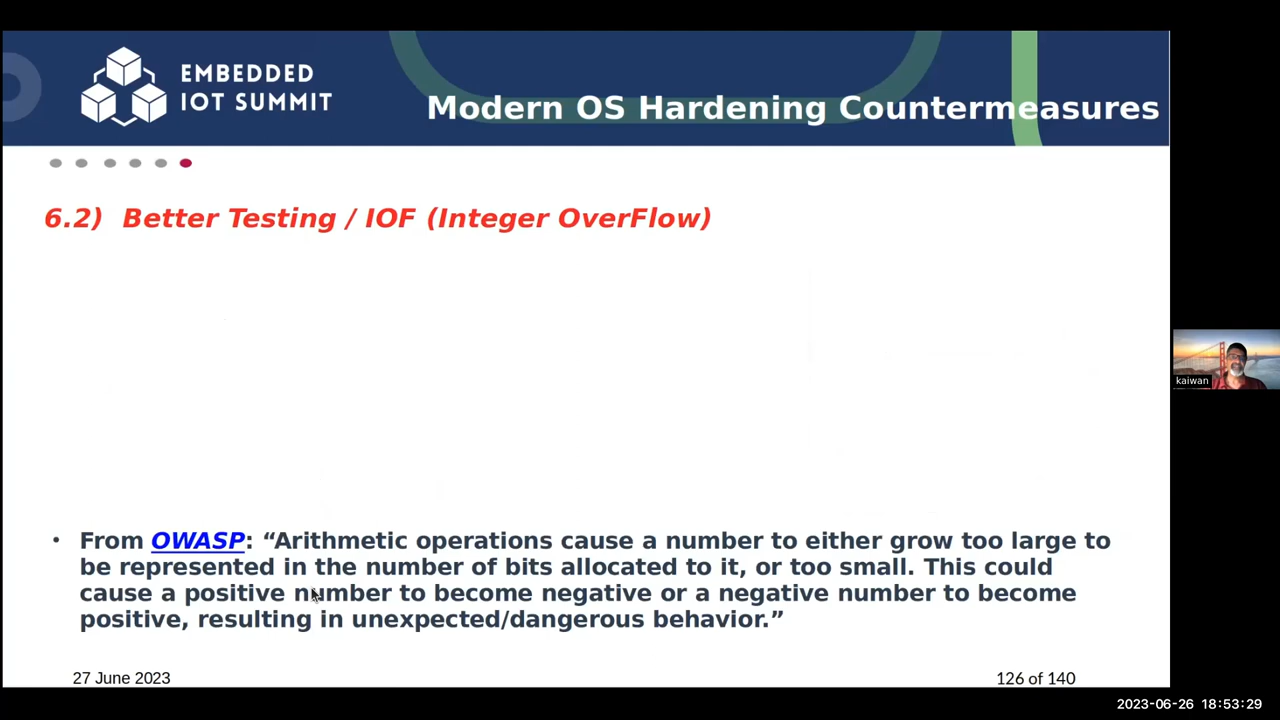 EMBEDDED
IOT SUMMIT
Modern OS Hardening Countermeasures
6.2) Better Testing / IOF (Integer OverFlow)
• From OWASP: “Arithmetic operations cause a number to either grow too large to
be represented in the number of bits allocated to it, or too small. This could
cause a positive number to become negative or a negative number to become
positive, resulting in unexpected/dangerous behavior.”
27 June 2023
126 of 140
kaiwan
2023-06-26 18:53:29